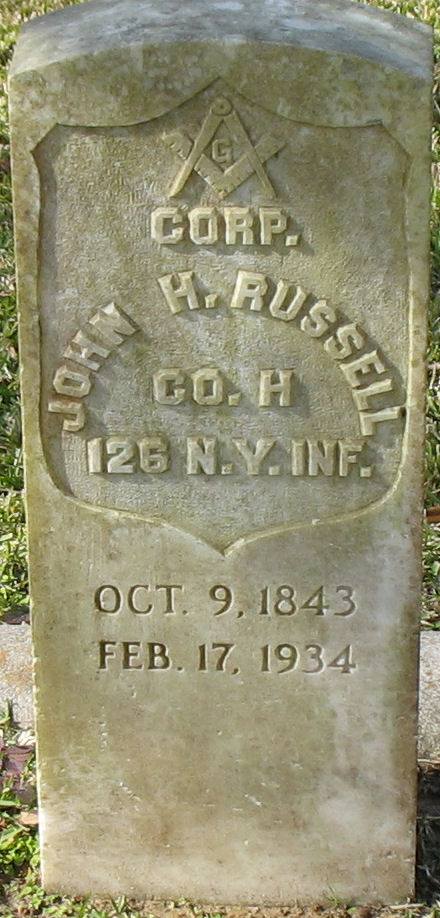 G
CORP.
JOHN H. RUSSELL
CO. H
126 N.Y. INF.
OCT. 9, 1843
FEB. 17, 1934